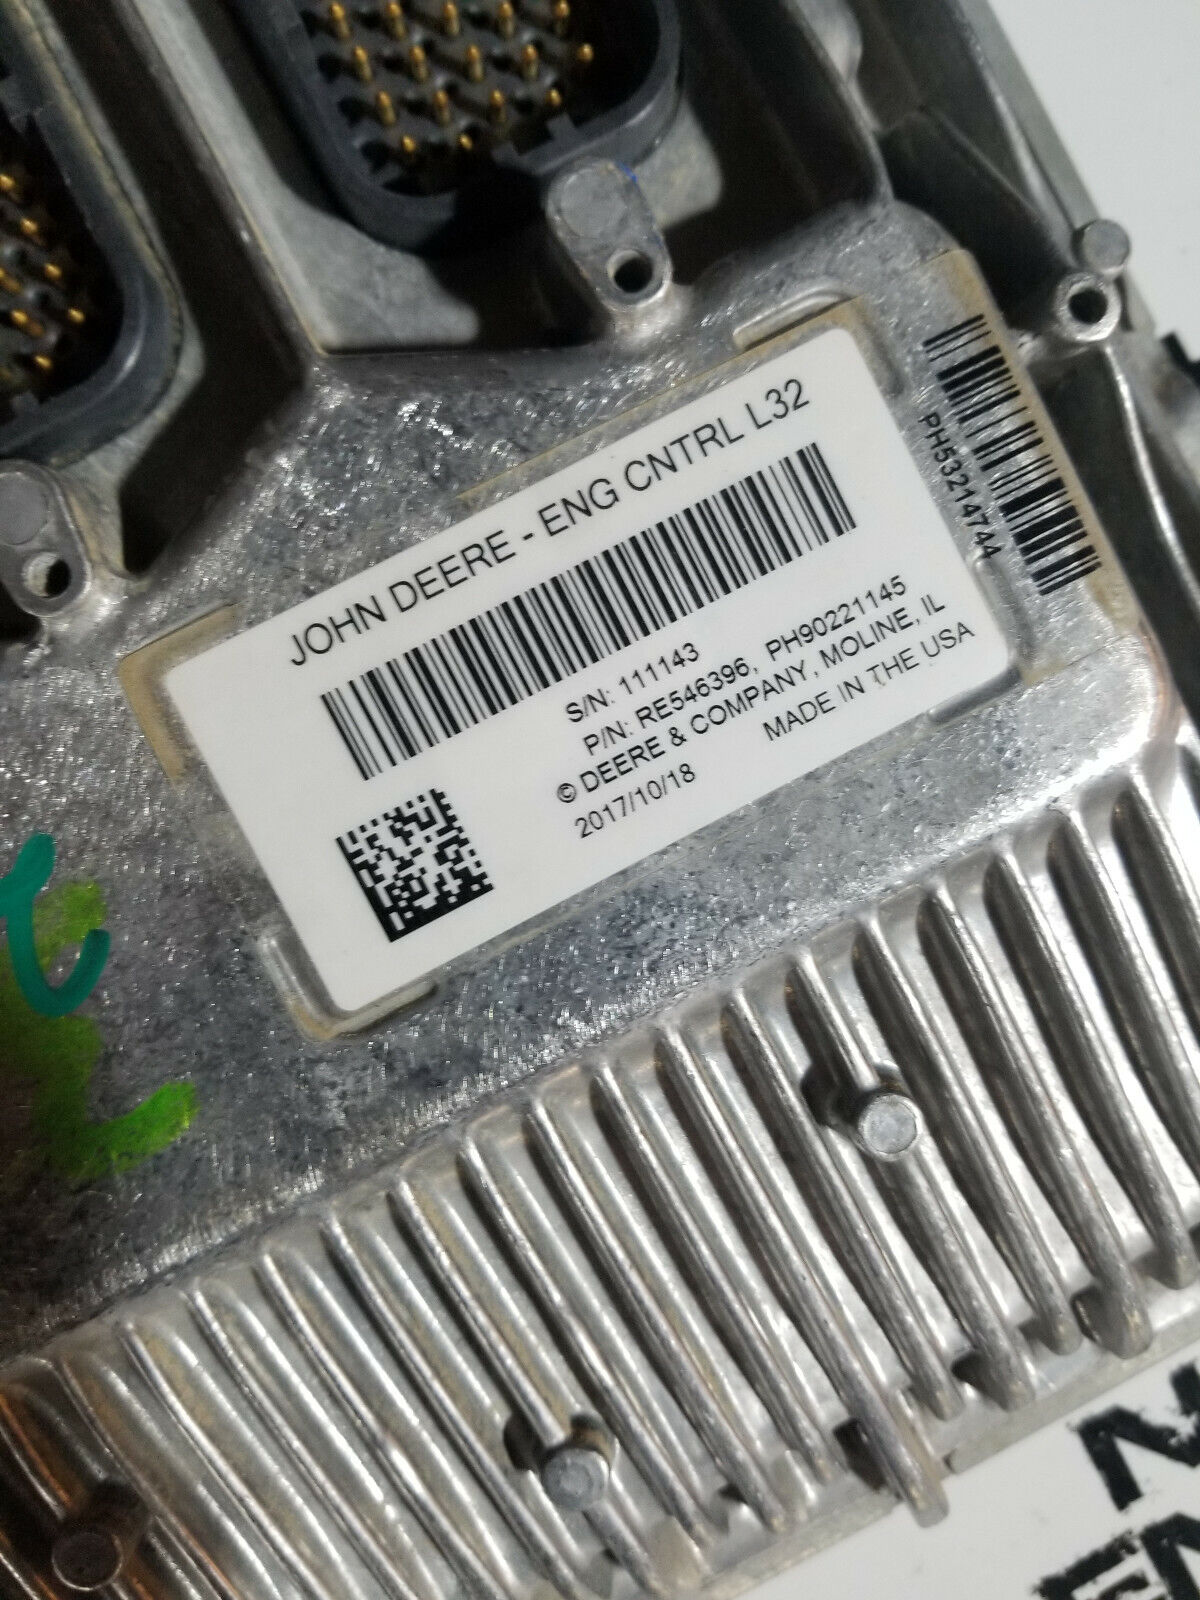 JOHN DEERE - ENG CNTRL L32
S/N: 111143
P/N: RE546396, PH90221145
© DEERE & COMPANY, MOLINE, IL
2017/10/18 MADE IN THE USA
PH53214744